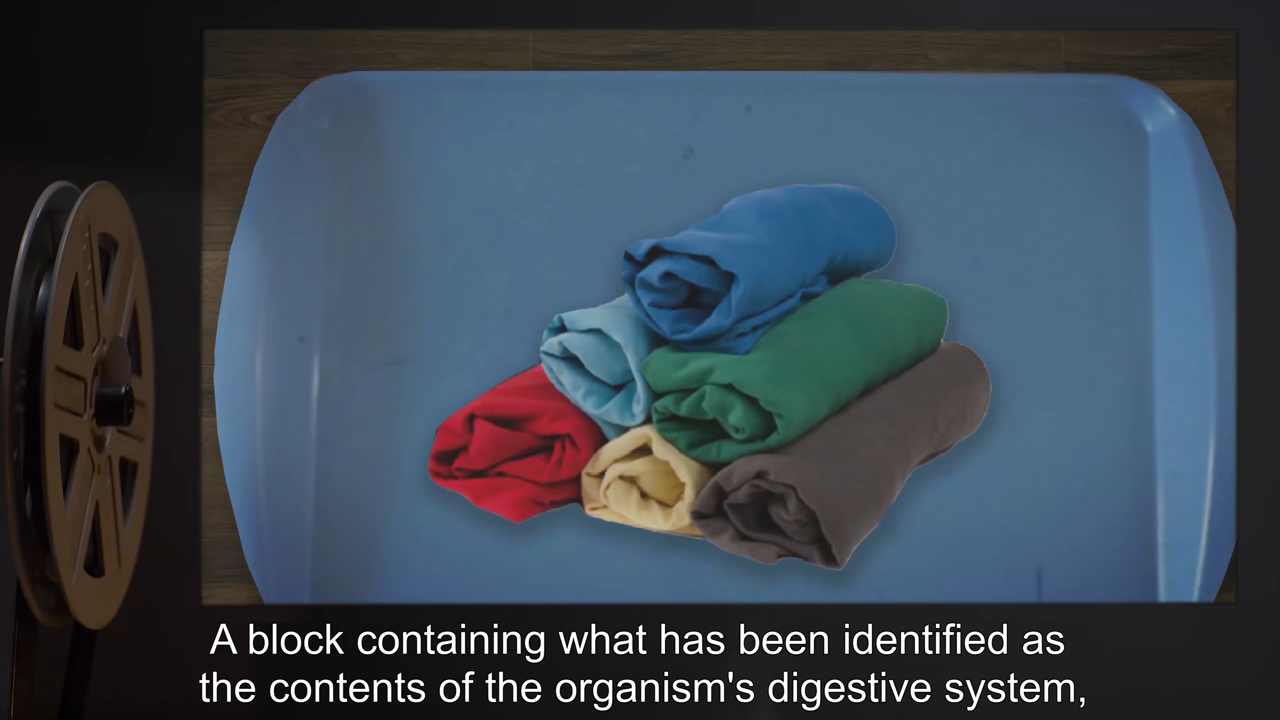 A block containing what has been identified as
the contents of the organism's digestive system,